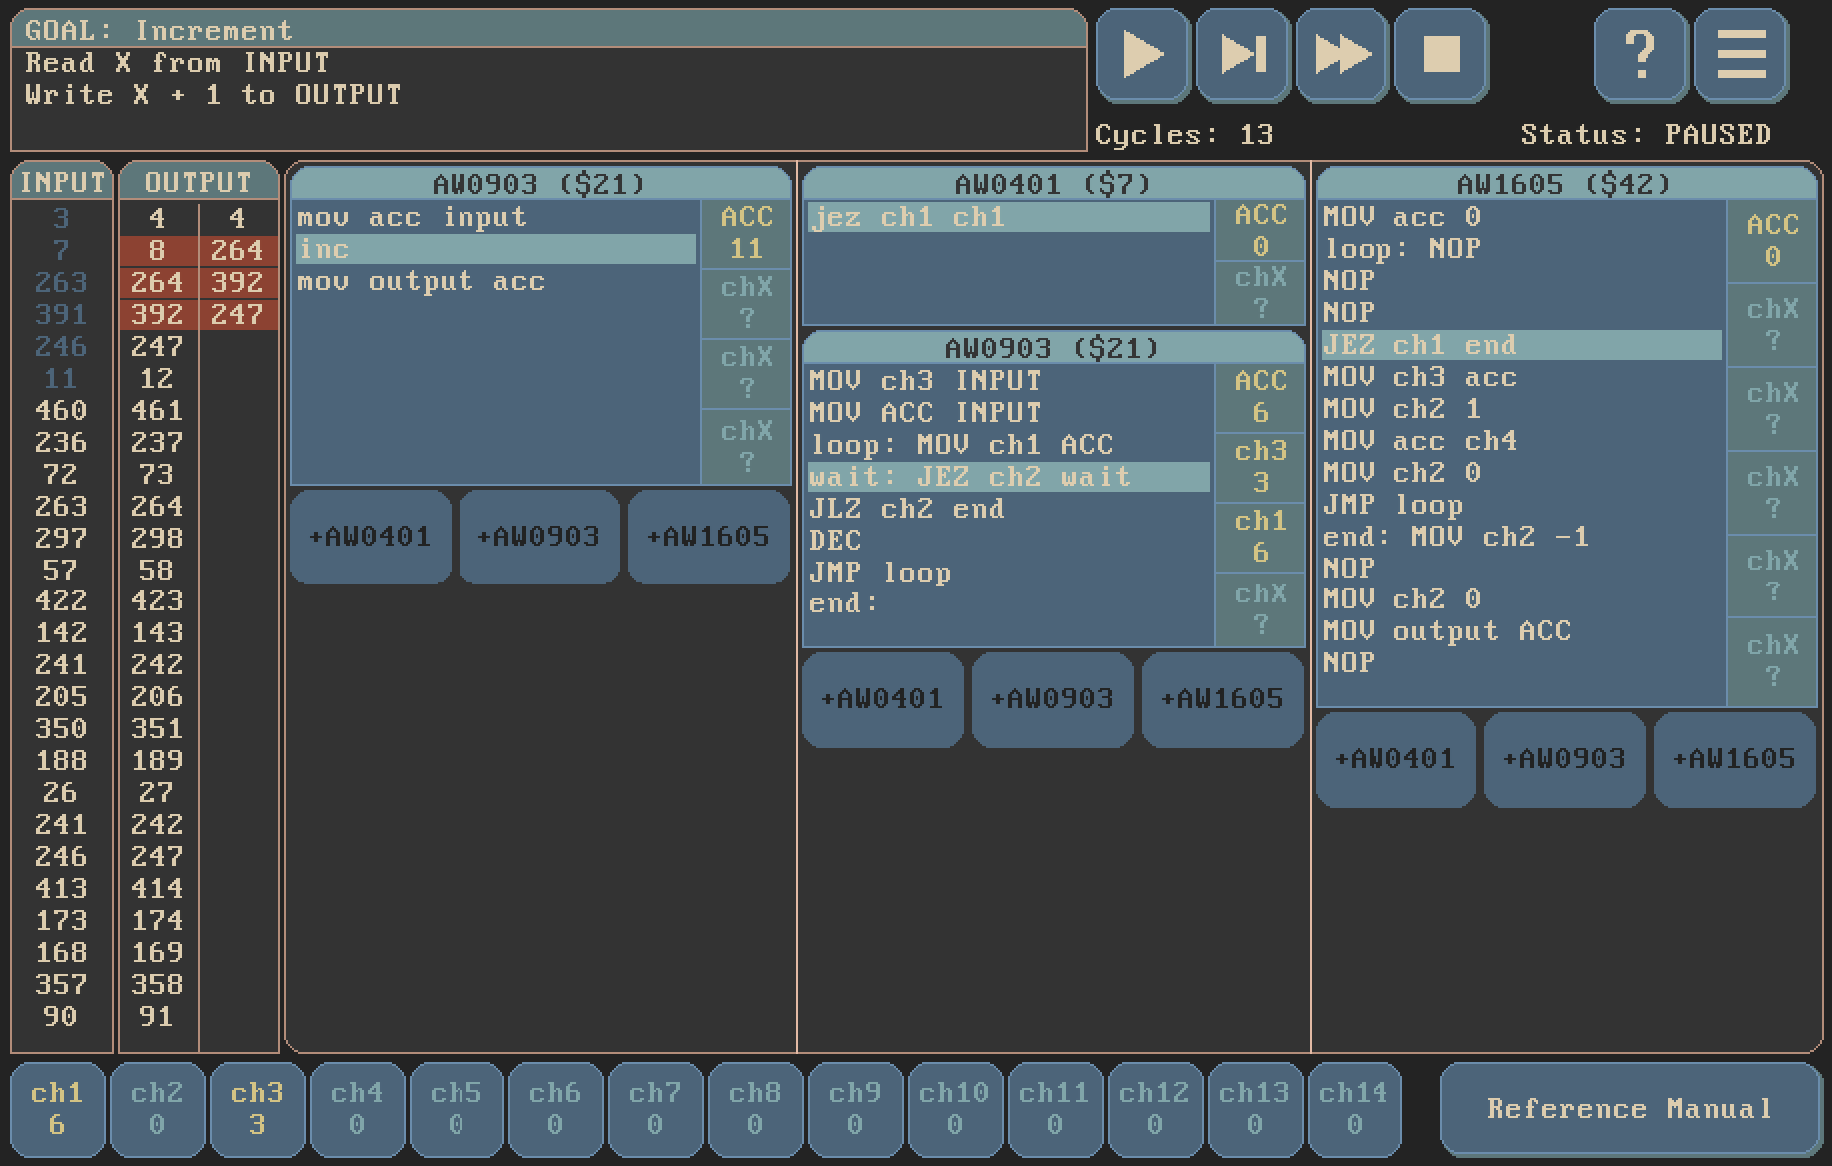 GOAL: Increment
Read X from INPUT
Write X + 1 to OUTPUT
?
Cycles: 13
Status: PAUSED
INPUT
3
7
263
391
246
11
460
236
72
263
297
57
422
142
241
205
350
188
26
241
246
413
173
168
357
90
OUTPUT
4 4
8 264
264 392
392 247
247
12
461
237
73
264
298
58
423
143
242
206
351
189
27
242
247
414
174
169
358
91
AW0903 ($21)
mov acc input
inc
mov output acc
ACC
11
chX
?
chX
?
chX
?
+AW0401 +AW0903 +AW1605
AW0401 ($7)
jez ch1 ch1
ACC
0
chX
?
AW0903 ($21)
MOV ch3 INPUT
MOV ACC INPUT
loop: MOV ch1 ACC
wait: JEZ ch2 wait
JLZ ch2 end
DEC
JMP loop
end:
ACC
6
ch3
3
ch1
6
chX
?
+AW0401 +AW0903 +AW1605
AW1605 ($42)
MOV acc 0
loop: NOP
NOP
NOP
JEZ ch1 end
MOV ch3 acc
MOV ch2 1
MOV acc ch4
MOV ch2 0
JMP loop
end: MOV ch2 -1
NOP
MOV ch2 0
MOV output ACC
NOP
ACC
0
chX
?
chX
?
chX
?
chX
?
chX
?
+AW0401 +AW0903 +AW1605
ch1 ch2 ch3 ch4 ch5 ch6 ch7 ch8 ch9 ch10 ch11 ch12 ch13 ch14
6 0 3 0 0 0 0 0 0 0 0 0 0 0
Reference Manual